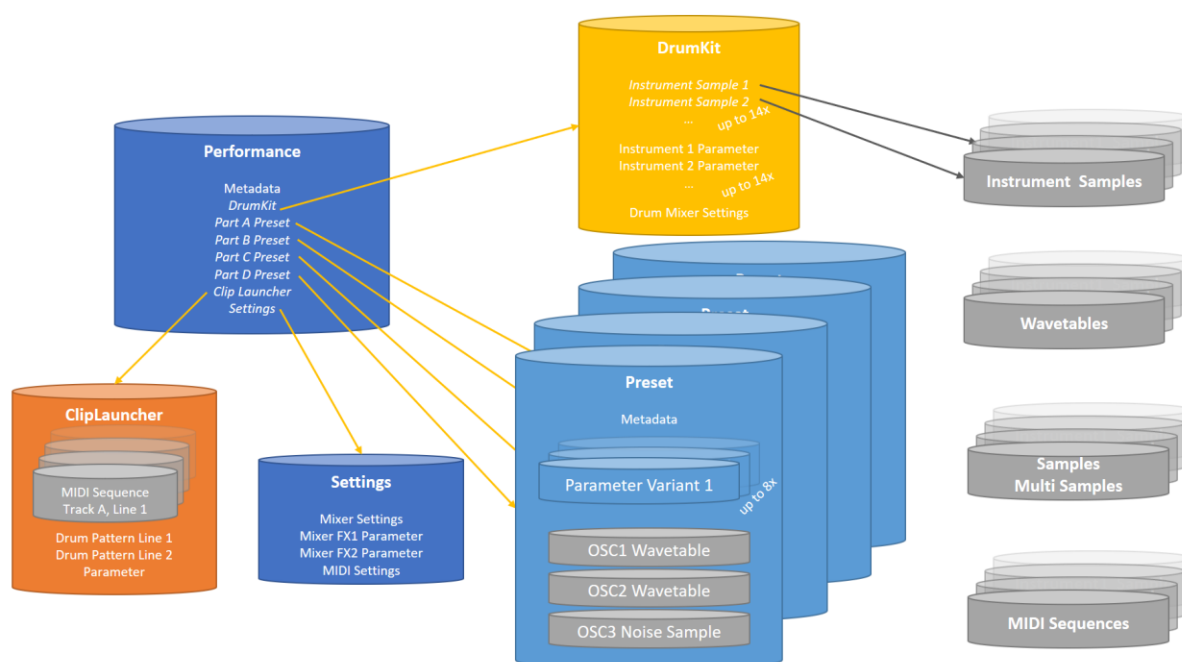 DrumKit
Instrument Sample 1
Instrument Sample 2
...
up to 14x
Instrument 1 Parameter
Instrument 2 Parameter
...
up to 14x
Drum Mixer Settings
Performance
Metadata
DrumKit
Part A Preset
Part B Preset
Part C Preset
Part D Preset
Clip Launcher
Settings
Instrument Samples
Wavetables
Samples
Multi Samples
MIDI Sequences
ClipLauncher
MIDI Sequence
Track A, Line 1
Drum Pattern Line 1
Drum Pattern Line 2
Parameter
Settings
Mixer Settings
Mixer FX1 Parameter
Mixer FX2 Parameter
MIDI Settings
Preset
Metadata
Parameter Variant 1
up to 8x
OSC1 Wavetable
OSC2 Wavetable
OSC3 Noise Sample